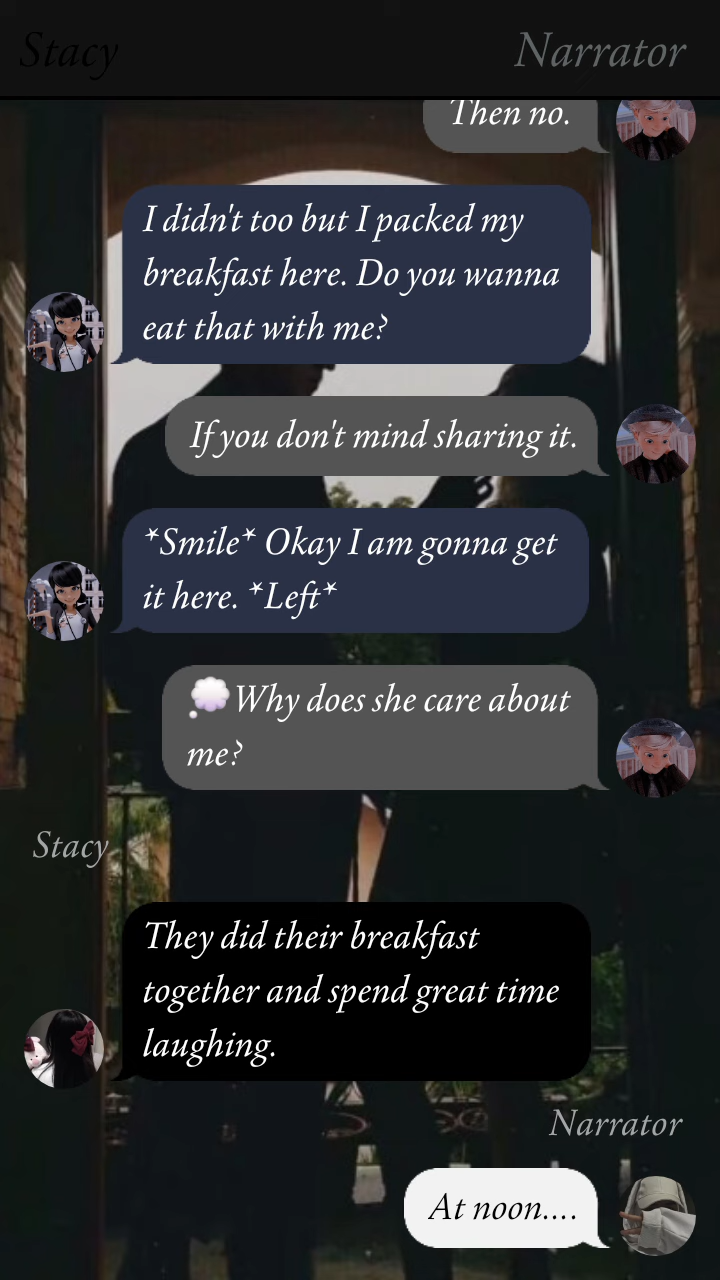 Stacy
Narrator
Then no.
I didn't too but I packed my
breakfast here. Do you wanna
eat that with me?
If you don't mind sharing it.
*Smile* Okay I am gonna get
it here. *Left*
💭Why does she care about
me?
Stacy
They did their breakfast
together and spend great time
laughing.
Narrator
At noon....